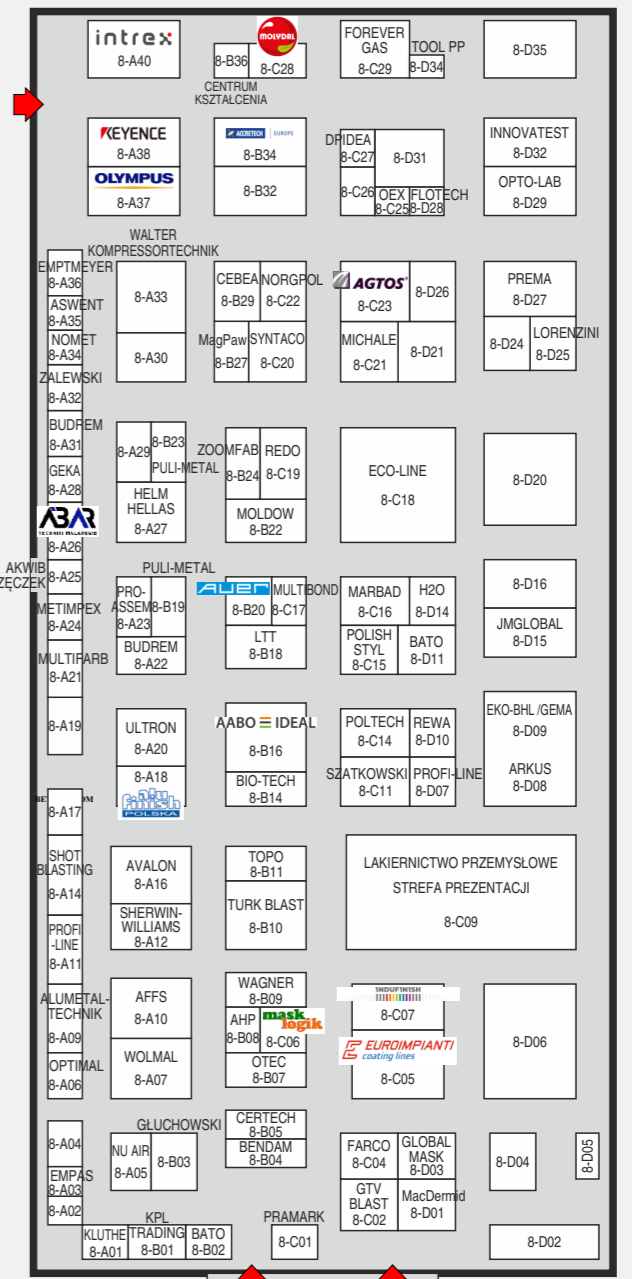 intrex
8-A40
8-B36
MOLYDAL
8-C28
CENTRUM
KSZTAŁCENIA
FOREVER
GAS
8-C29
TOOL PP
8-D34
8-D35
KEYENCE
8-A38
OLYMPUS
8-A37
ACCRETECH EUROPE
8-B34
8-B32
DPIDEA
8-C27
8-D31
8-C26
OEX
8-C25
FLOTECH
8-D28
INNOVATEST
8-D32
OPTO-LAB
8-D29
WALTER
KOMPRESSORTECHNIK
EMPTMEYER
8-A36
ASWENT
8-A35
NOMET
8-A34
ZALEWSKI
8-A32
8-A33
8-A30
CEBEA
8-B29
NORGPOL
8-C22
MagPaw
8-B27
SYNTACO
8-C20
AGTOS
8-C23
8-D26
MICHALE
8-C21
8-D21
PREMA
8-D27
8-D24
LORENZINI
8-D25
BUDREM
8-A31
GEKA
8-A28
ABAR
8-A26
8-A29
8-B23
PULI-METAL
HELM
HELLAS
8-A27
ZOOMFAB
8-B24
REDO
8-C19
MOLDOW
8-B22
ECO-LINE
8-C18
8-D20
AKWIB
ZĘCZEK
8-A25
METIMPEX
8-A24
MULTIFARB
8-A21
8-A19
PULI-METAL
PRO-
ASSEM
8-A23
8-B19
BUDREM
8-A22
AUER
8-B20
MULTIBOND
8-C17
LTT
8-B18
MARBAD
8-C16
H2O
8-D14
POLISH
STYL
8-C15
BATO
8-D11
8-D16
JMGLOBAL
8-D15
ULTRON
8-A20
8-A18
alu
finish
POLSKA
AABO IDEAL
8-B16
BIO-TECH
8-B14
POLTECH
8-C14
REWA
8-D10
SZATKOWSKI
8-C11
PROFI-LINE
8-D07
EKO-BHL /GEMA
8-D09
ARKUS
8-D08
8-A17
SHOT
BLASTING
8-A14
PROFI
-LINE
8-A11
AVALON
8-A16
SHERWIN-
WILLIAMS
8-A12
TOPO
8-B11
TURK BLAST
8-B10
LAKIERNICTWO PRZEMYSŁOWE
STREFA PREZENTACJI
8-C09
ALUMETAL-
TECHNIK
8-A09
OPTIMAL
8-A06
AFFS
8-A10
WOLMAL
8-A07
WAGNER
8-B09
AHP
8-B08
mask
logik
8-C06
OTEC
8-B07
INDUFINISH
8-C07
EUROIMPIANTI
coating lines
8-C05
8-D06
8-A04
EMPAS
8-A03
8-A02
GŁUCHOWSKI
NU AIR
8-A05
8-B03
CERTECH
8-B05
BENDAM
8-B04
FARCO
8-C04
GLOBAL
MASK
8-D03
GTV
BLAST
8-C02
MacDermid
8-D01
8-D04
8-D05
KLUTHE
8-A01
KPL
TRADING
8-B01
BATO
8-B02
PRAMARK
8-C01
8-D02